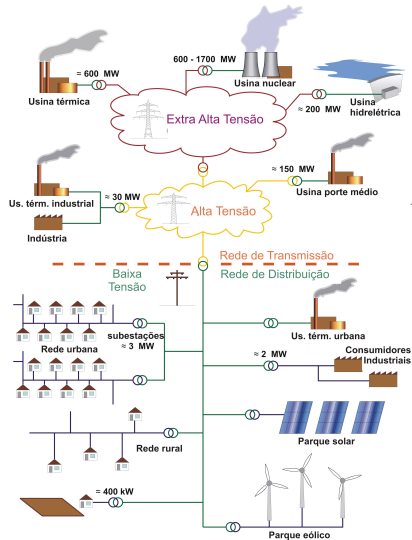 600 - 1700 MW
≈ 600 MW
Usina nuclear
Usina térmica
Extra Alta Tensão
≈ 200 MW
Usina
hidrelétrica
≈ 150 MW
Us. térm. industrial
≈ 30 MW
Usina porte médio
Alta Tensão
Indústria
Rede de Transmissão
Baixa
Tensão
Rede de Distribuição
subestações
≈ 3 MW
Rede urbana
Us. térm. urbana
≈ 2 MW
Consumidores
Industriais
Rede rural
Parque solar
≈ 400 kW
Parque eólico